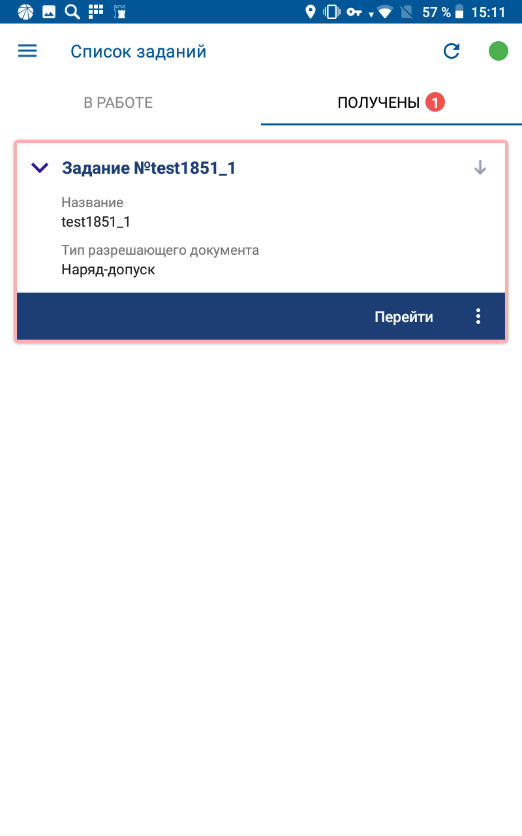 57 % 15:11
Список заданий
В РАБОТЕ
ПОЛУЧЕНЫ 1
Задание №test1851_1
Название
test1851_1
Тип разрешающего документа
Наряд-допуск
Перейти